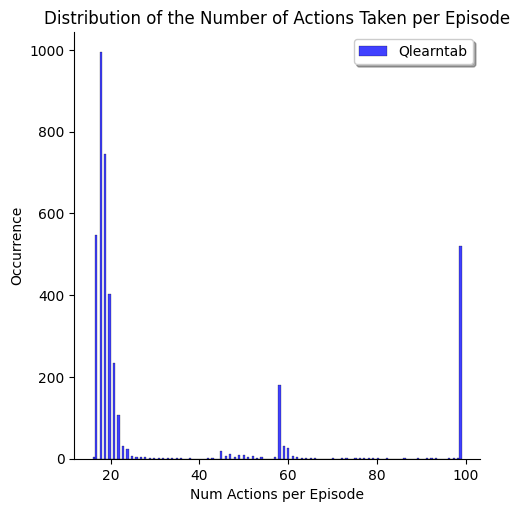 Distribution of the Number of Actions Taken per Episode
Qlearntab
1000
800
600
400
200
0
Occurrence
20 40 60 80 100
Num Actions per Episode